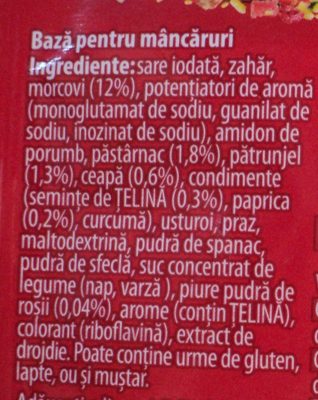 Bază pentru mâncăruri
Ingrediente: sare iodată, zahăr,
morcovi (12%), potențiatori de aromă
(monoglutamat de sodiu, guanilat de
sodiu, inozinat de sodiu), amidon de
porumb, păstârnac (1,8%), pătrunjel
(1,3%), ceapă (0,6%), condimente
(semințe de ȚELINĂ (0,3%), paprica
(0,2%), curcumă), usturoi, praz,
maltodextrină, pudră de spanac,
pudră de sfeclă, suc concentrat de
legume (nap, varză ), piure pudră de
roșii (0,04%), arome (conțin ȚELINĂ),
colorant (riboflavină), extract de
drojdie. Poate conține urme de gluten,
lapte, ou și muștar.